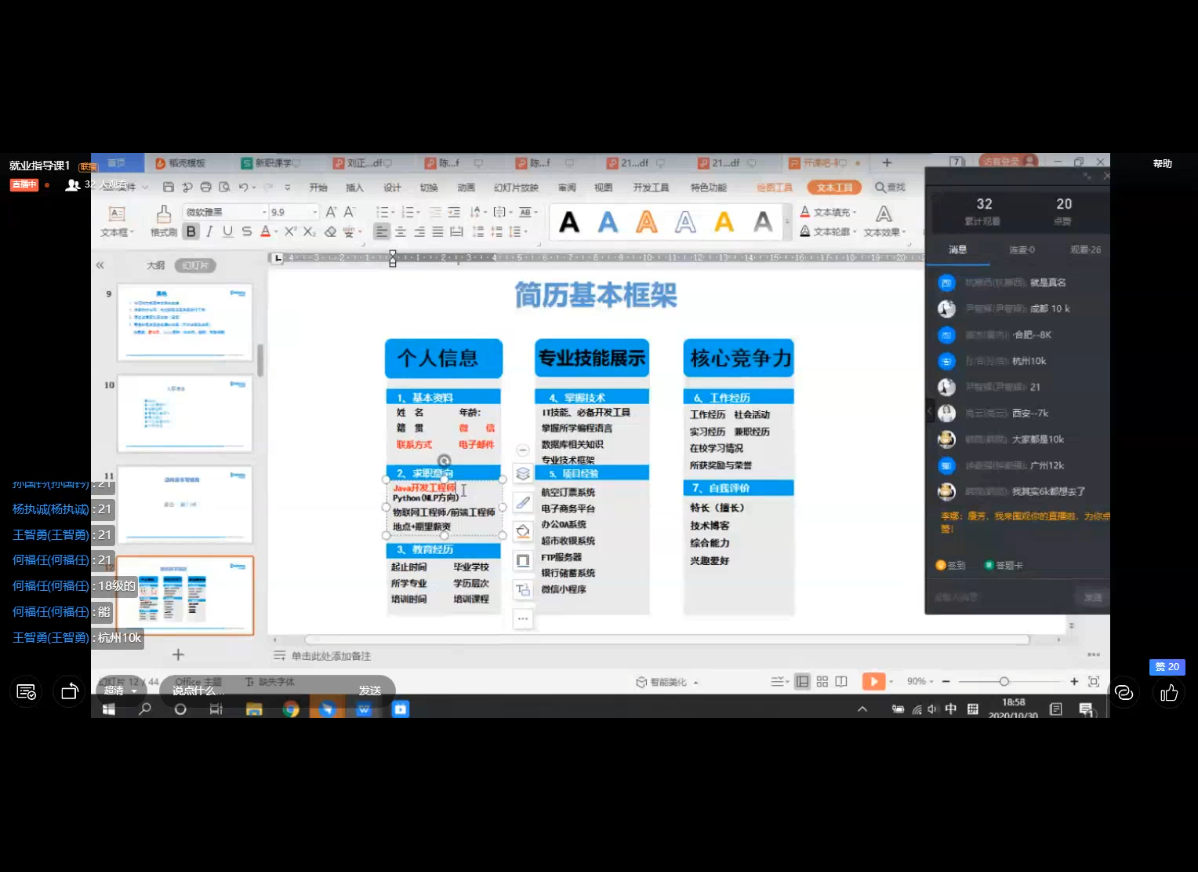 就业指导课1
直播中
帮助
首页
稻壳模板
新职课学
刘正...df
陈...f
陈...f
21...df
21...df
访客登录
开始 插入 设计 切换 动画 幻灯片放映 审阅 视图 开发工具 特色功能 绘图工具 文本工具 查找
文本框
格式刷
微软雅黑
9.9
文本填充
文本轮廓
文本效果
大纲
幻灯片
9
10
11
简历基本框架
个人信息
1、基本资料
姓 名 年龄:
籍 贯 微 信
联系方式 电子邮件
2、求职意向
Java开发工程师
Python(NLP方向)
物联网工程师/前端工程师
地点+期望薪资
3、教育经历
起止时间 毕业学校
所学专业 学历层次
培训时间 培训课程
专业技能展示
4、掌握技术
IT技能、必备开发工具
掌握所学编程语言
数据库相关知识
专业技术框架
5、项目经验
航空订票系统
电子商务平台
办公OA系统
超市收银系统
FTP服务器
银行储蓄系统
微信小程序
核心竞争力
6、工作经历
工作经历 社会活动
实习经历 兼职经历
在校学习情况
所获奖励与荣誉
7、自我评价
特长（擅长）
技术博客
综合能力
兴趣爱好
32
累计观看
20
点赞
消息
连麦·0
观看·26
就是真名
成都 10 k
合肥--8K
杭州10k
21
西安--7k
大家都是10k
广州12k
我其实6k都想去了
签到
答题卡
发送
杨执诚(杨执诚):21
王智勇(王智勇):21
何福任(何福任):21
何福任(何福任):18级的
何福任(何福任):能
王智勇(王智勇):杭州10k
单击此处添加备注
幻灯片 12 / 44
Office 主题
缺失字体
智能美化
90%
超清
说点什么...
发送
赞 20
中
18:58
2020/10/30